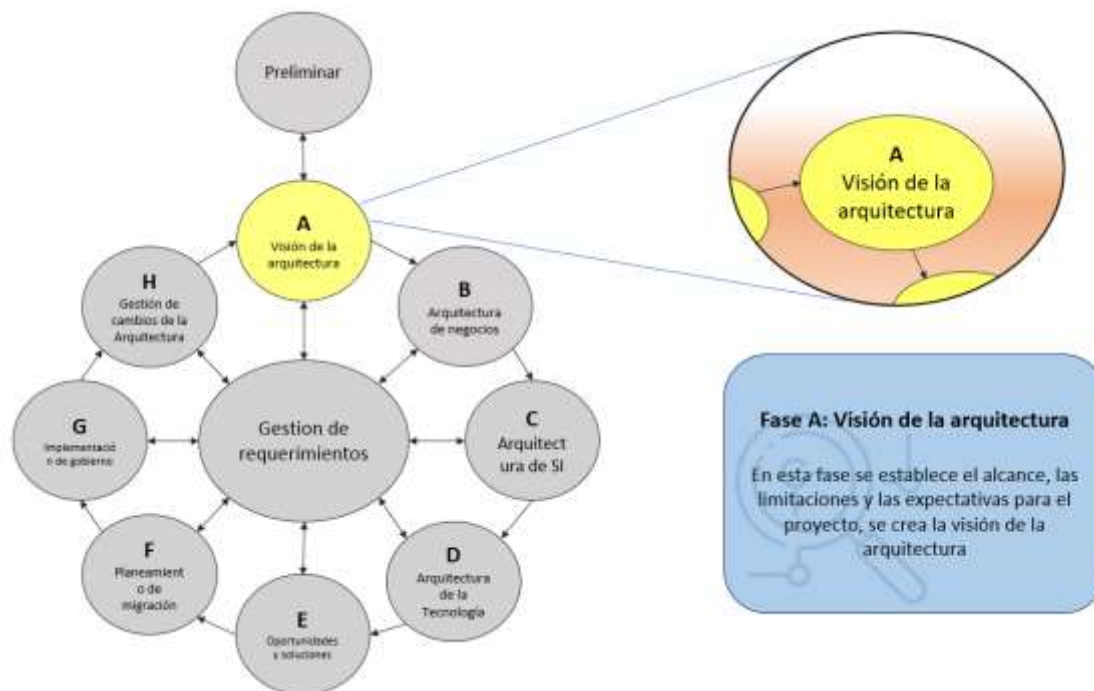 Preliminar
A
Visión de la
arquitectura
B
Arquitectura
de negocios
C
Arquitect
ura de SI
D
Arquitectura
de la
Tecnología
E
Oportunidades
y soluciones
F
Planeamient
o de
migración
G
Implementació
n de gobierno
H
Gestión de
cambios de la
Arquitectura
Gestion de
requerimientos
A
Visión de la
arquitectura
Fase A: Visión de la arquitectura
En esta fase se establece el alcance, las
limitaciones y las expectativas para el
proyecto, se crea la visión de la
arquitectura